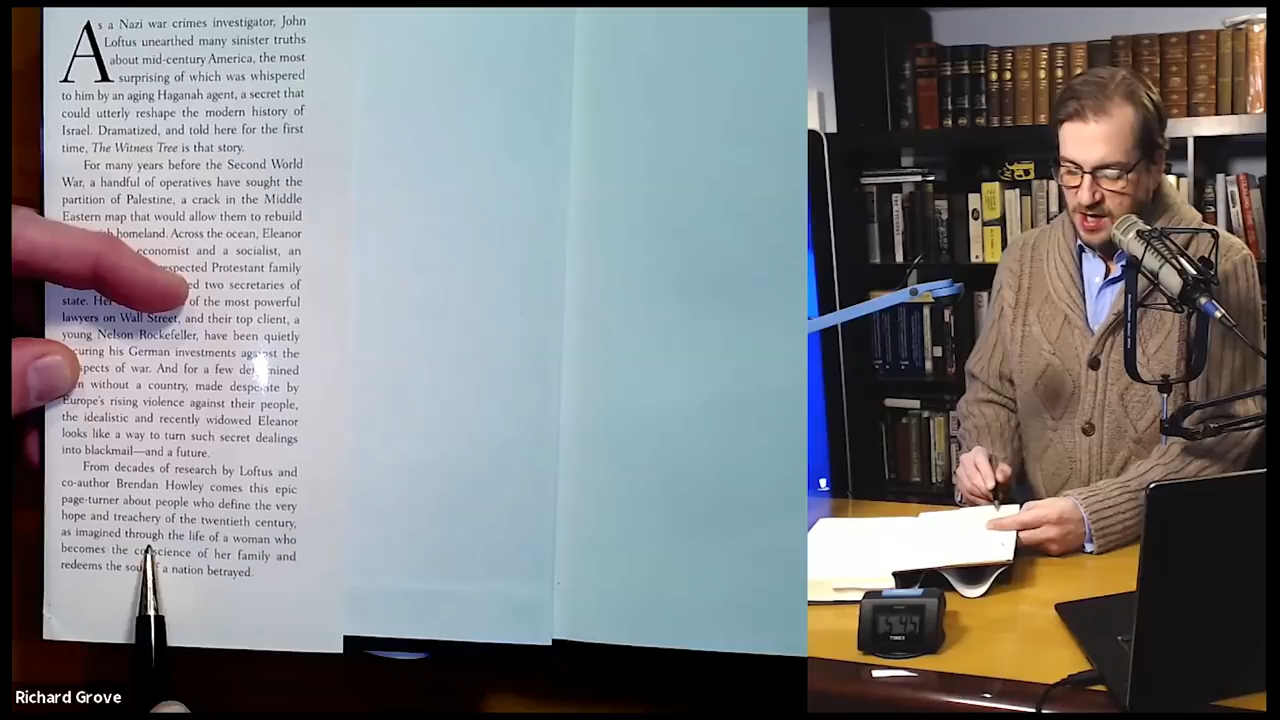 As a Nazi war crimes investigator, John
Loftus unearthed many sinister truths
about mid-century America, the most
surprising of which was whispered
to him by an aging Haganah agent, a secret that
could utterly reshape the modern history of
Israel. Dramatized, and told here for the first
time, The Witness Tree is that story.
For many years before the Second World
War, a handful of operatives have sought the
partition of Palestine, a crack in the Middle
Eastern map that would allow them to rebuild
homeland. Across the ocean, Eleanor
economist and a socialist, an
respected Protestant family
two secretaries of
state. Her of the most powerful
lawyers on Wall Street, and their top client, a
young Nelson Rockefeller, have been quietly
his German investments against the
of war. And for a few determined
without a country, made desperate by
Europe's rising violence against their people,
the idealistic and recently widowed Eleanor
looks like a way to turn such secret dealings
into blackmail—and a future.
From decades of research by Loftus and
co-author Brendan Howley comes this epic
page-turner about people who define the very
hope and treachery of the twentieth century,
as imagined through the life of a woman who
becomes the conscience of her family and
redeems the soul of a nation betrayed.
Richard Grove
5:45
TIMEX